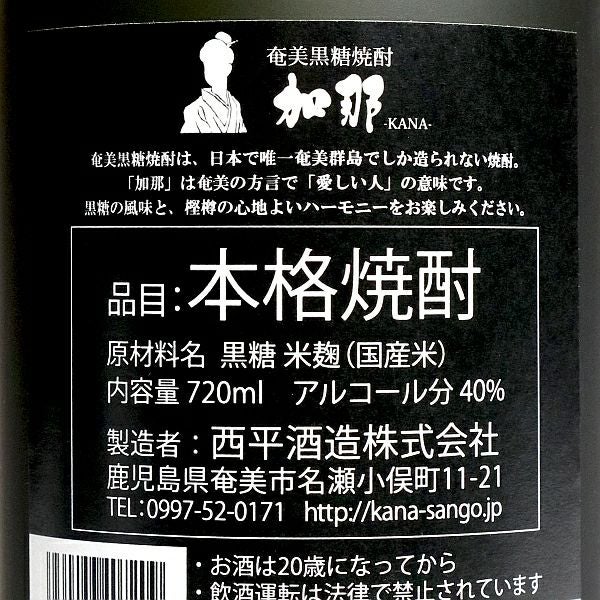 奄美黒糖焼酎
加那
-KANA-
奄美黒糖焼酎は、日本で唯一奄美群島でしか造られない焼酎。
「加那」は奄美の方言で「愛しい人」の意味です。
黒糖の風味と、樫樽の心地よいハーモニーをお楽しみください。
品目：本格焼酎
原材料名 黒糖 米麹（国産米）
内容量 720ml アルコール分 40%
製造者：西平酒造株式会社
鹿児島県奄美市名瀬小俣町11-21
TEL：0997-52-0171 http://kana-sango.jp
・お酒は20歳になってから
・飲酒運転は法律で禁止されています